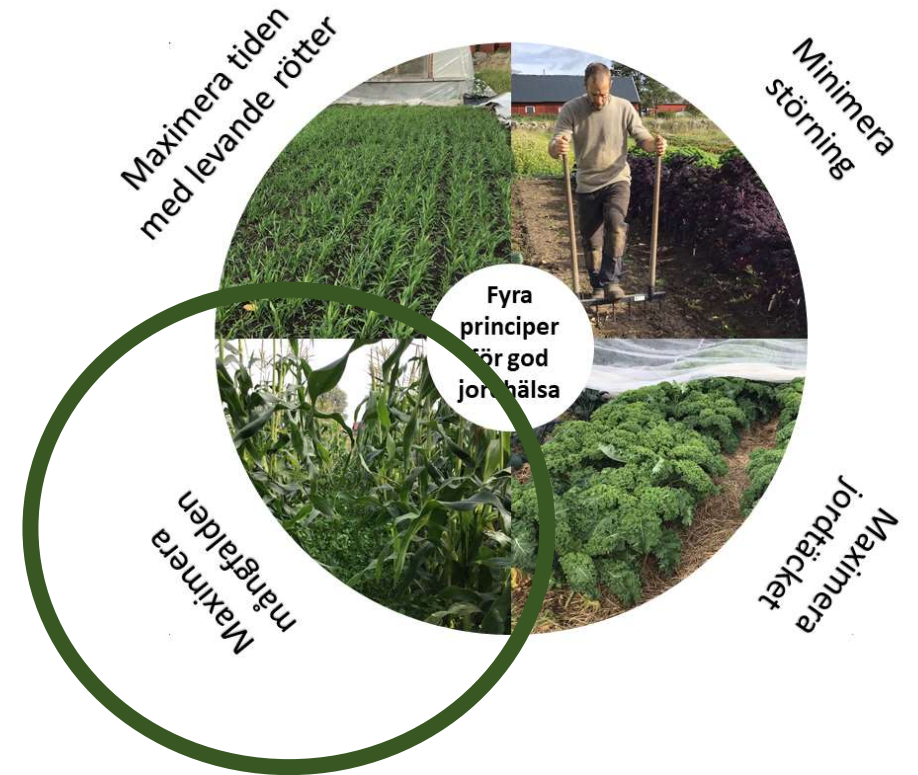 Maximera tiden
med levande rötter
Minimera
störning
Fyra
principer
för god
jordhälsa
Maximera
mångfalden
Maximera
jordtäcket